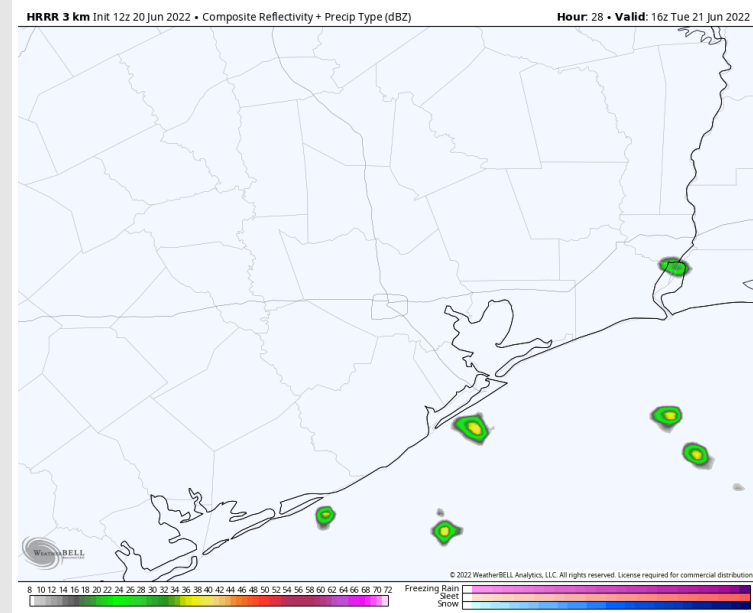 HRRR 3 km Init 12z 20 Jun 2022 • Composite Reflectivity + Precip Type (dBZ) Hour: 28 • Valid: 16z Tue 21 Jun 2022
WEATHERBELL
© 2022 WeatherBELL Analytics, LLC. All rights reserved. License required for commercial distribution
8 10 12 14 16 18 20 22 24 26 28 30 33 35 36 38 40 42 44 46 48 50 52 54 56 58 60 62 64 66 68 70 72
Freezing Rain
Sleet
Snow